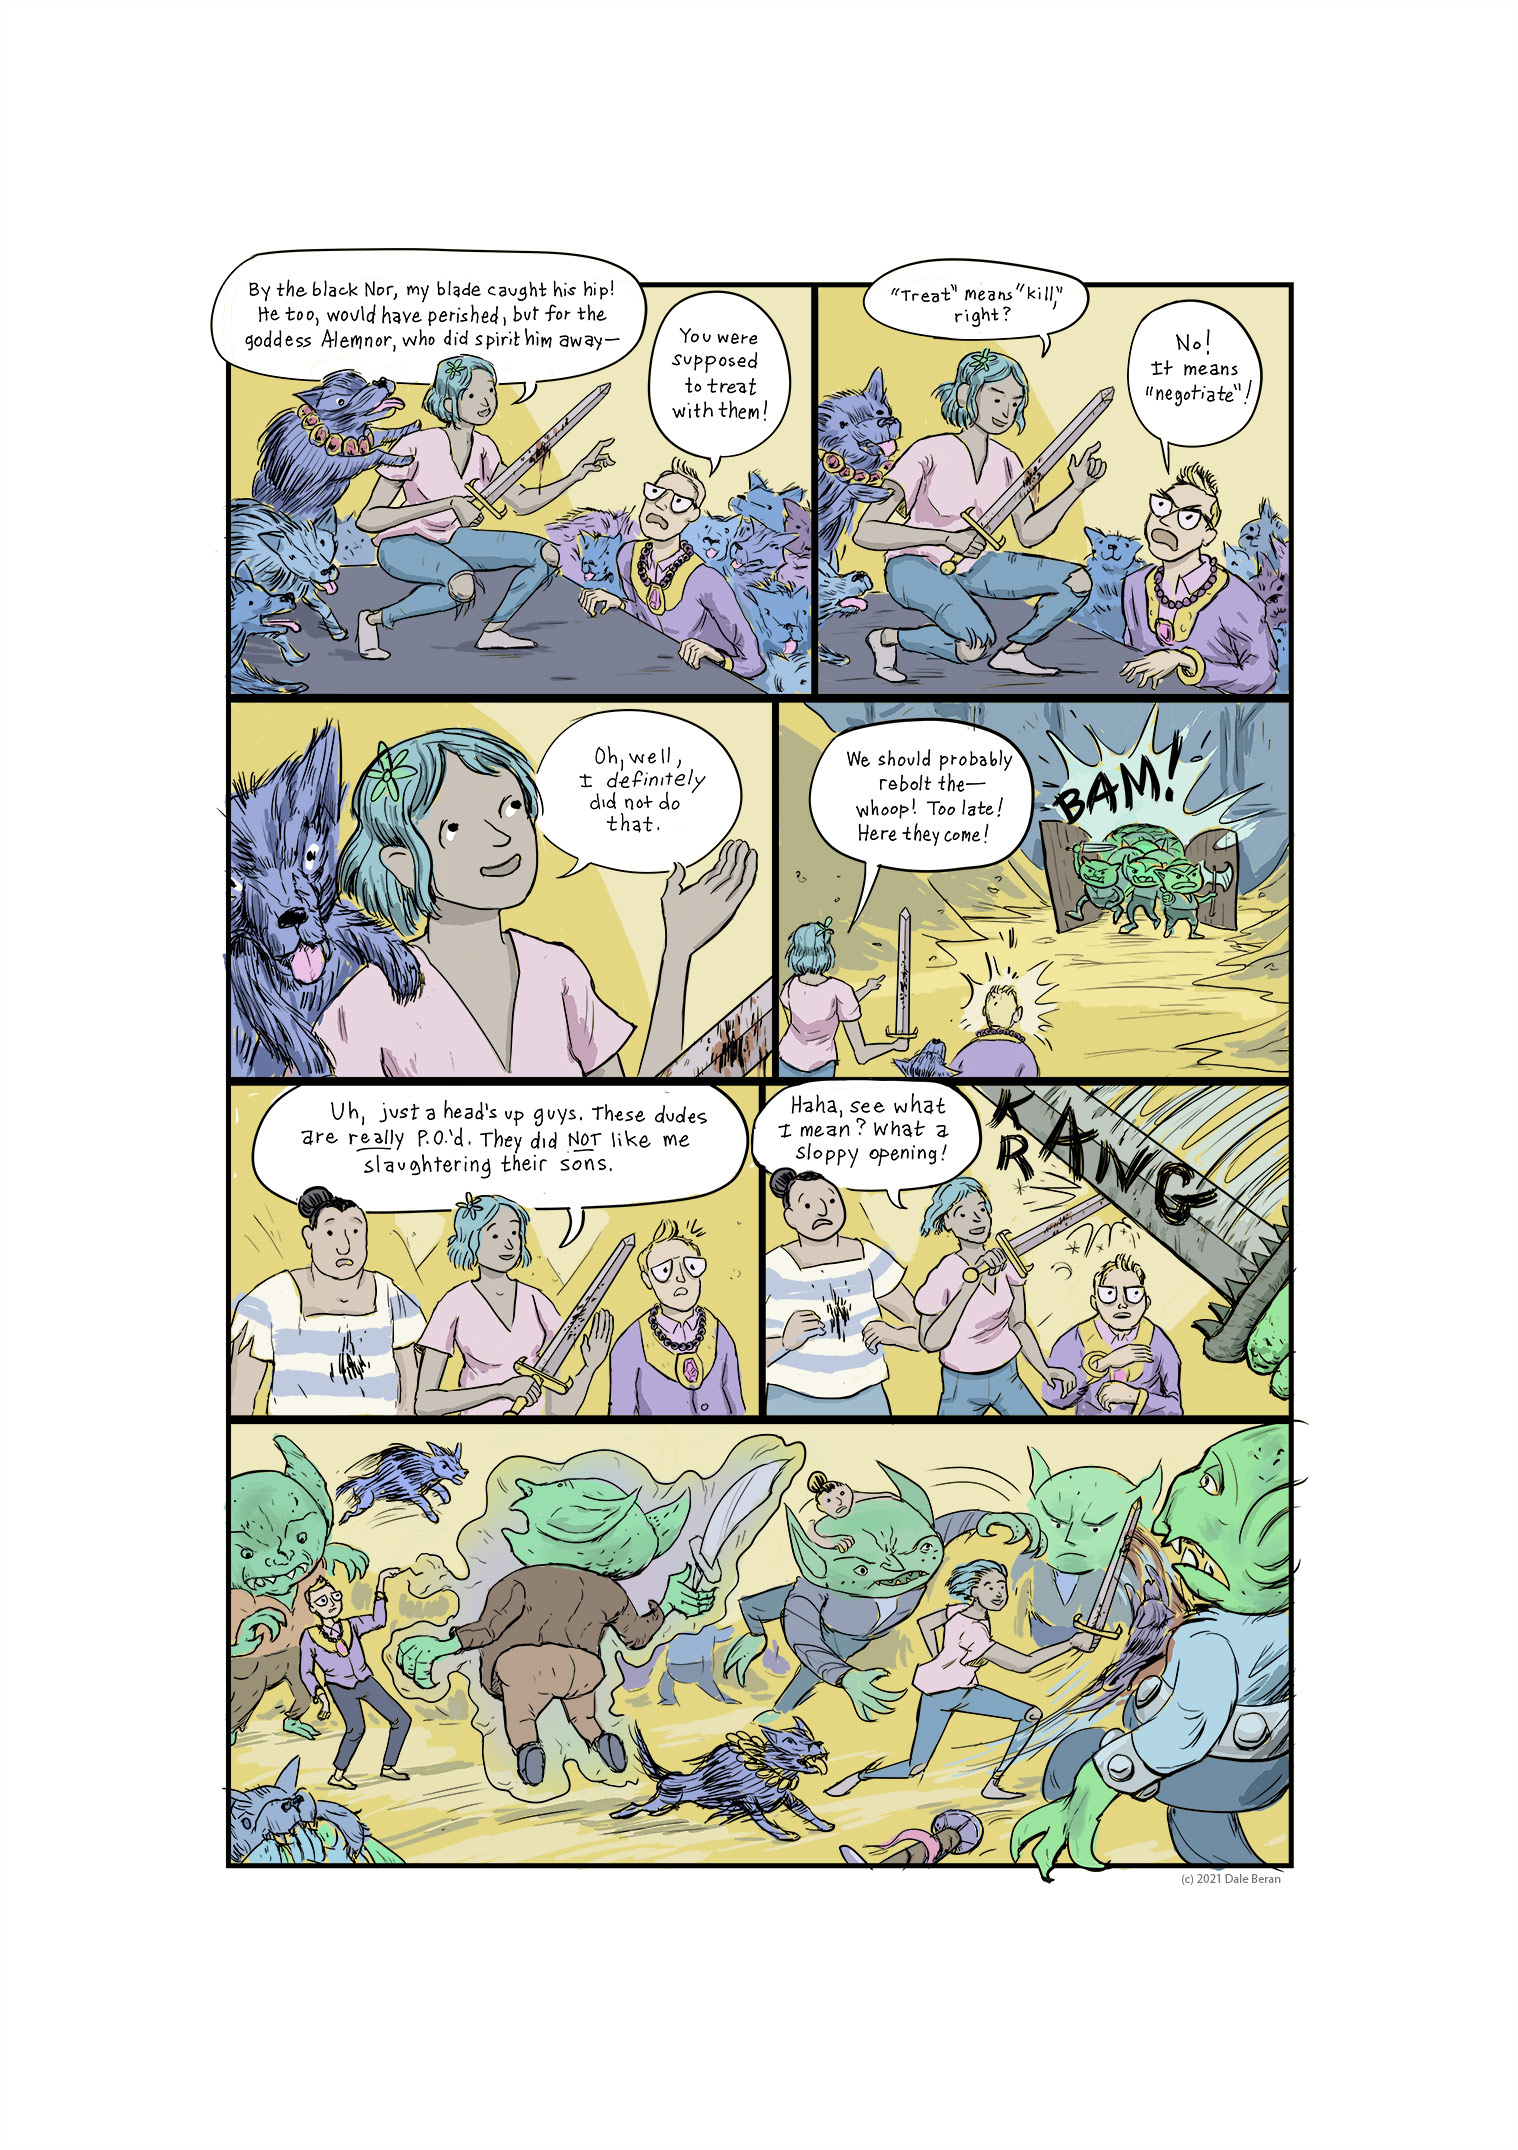 By the black Nor, my blade caught his hip!
He too, would have perished, but for the
goddess Alemnor, who did spirit him away—
You were
supposed
to treat
with them!
"Treat" means "kill,"
right?
No!
It means
"negotiate"!
Oh, well,
I definitely
did not do
that.
We should probably
rebolt the—
whoop! Too late!
Here they come!
BAM!
Uh, just a head's up guys. These dudes
are really P.O.'d. They did NOT like me
slaughtering their sons.
Haha, see what
I mean? What a
sloppy opening!
KRANG
(c) 2021 Dale Beran